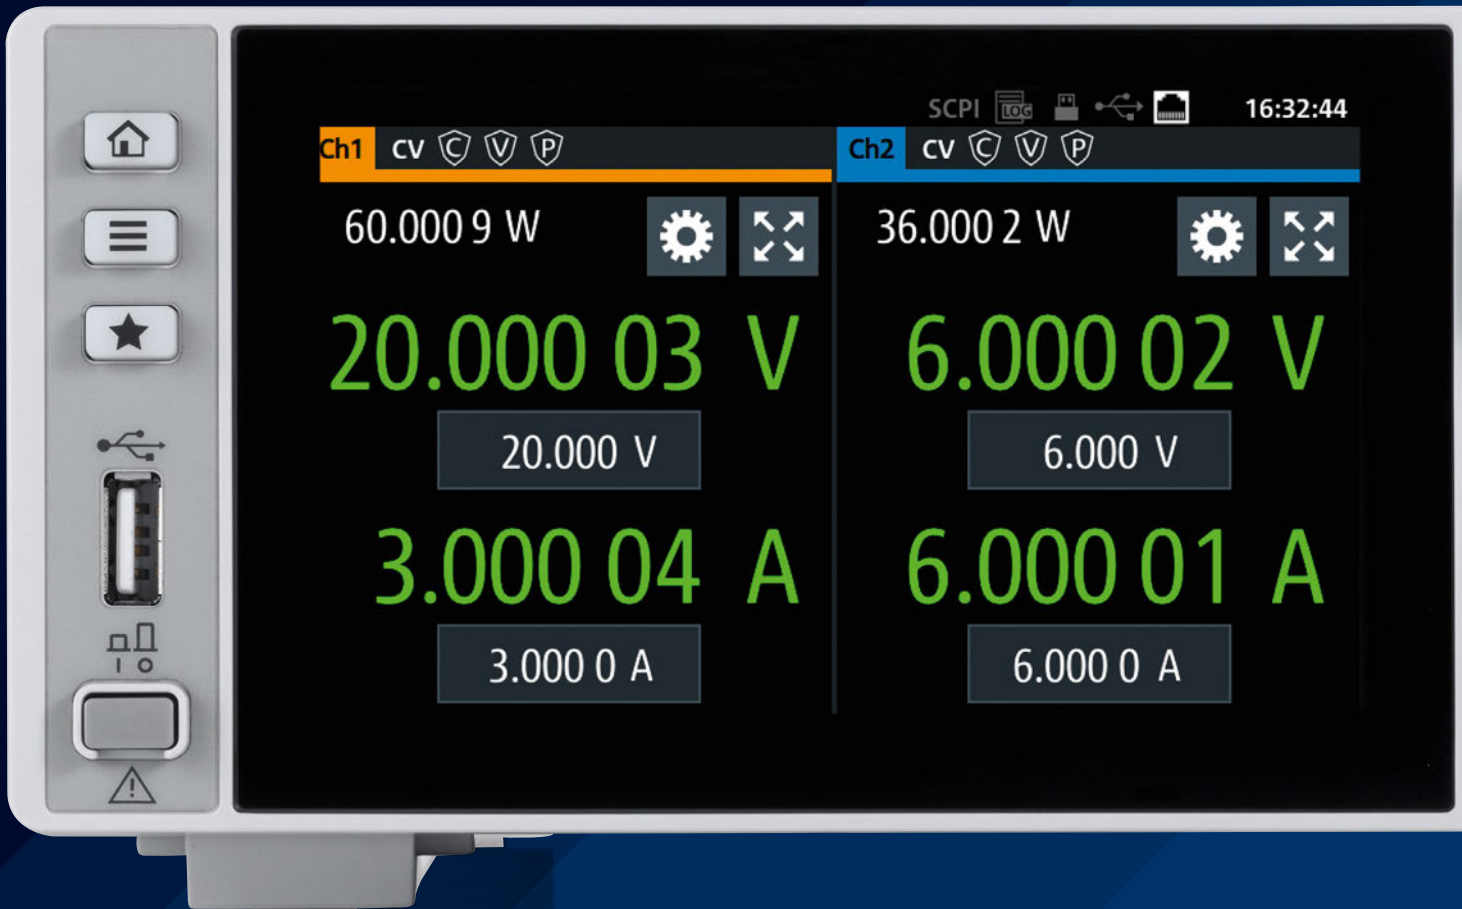 SCPI LOG 16:32:44
Ch1 CV C V P
Ch2 CV C V P
60.000 9 W
36.000 2 W
20.000 03 V
6.000 02 V
20.000 V
6.000 V
3.000 04 A
6.000 01 A
3.000 0 A
6.000 0 A
I O